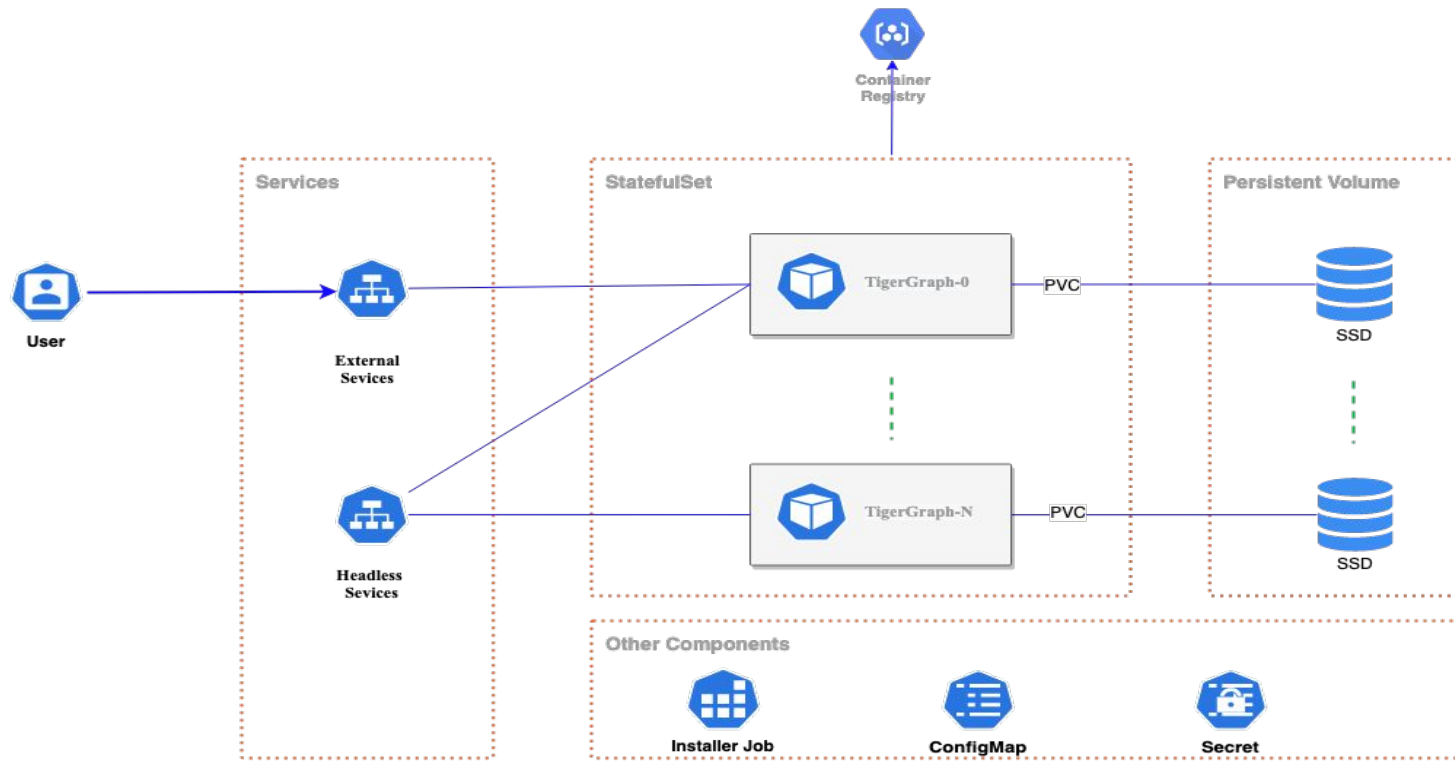 Container
Registry
Services
StatefulSet
Persistent Volume
TigerGraph-0
PVC
User
SSD
External
Sevices
TigerGraph-N
PVC
SSD
Headless
Sevices
Other Components
Installer Job
ConfigMap
Secret